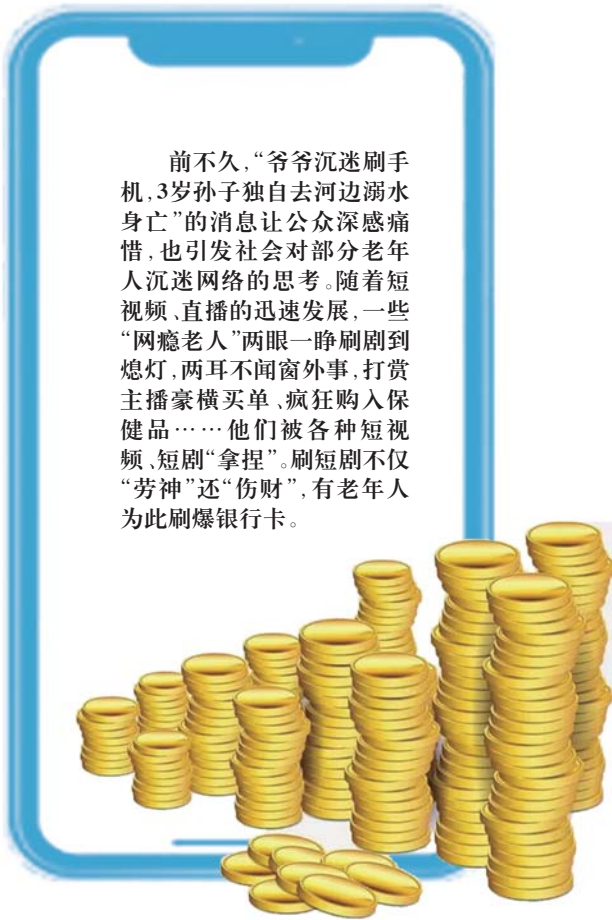 前不久，“爷爷沉迷刷手
机，3岁孙子独自去河边溺水
身亡”的消息让公众深感痛
惜，也引发社会对部分老年
人沉迷网络的思考。随着短
视频、直播的迅速发展，一些
“网瘾老人”两眼一睁刷剧到
熄灯，两耳不闻窗外事，打赏
主播豪横买单、疯狂购入保
健品……他们被各种短视
频、短剧“拿捏”。刷短剧不仅
“劳神”还“伤财”，有老年人
为此刷爆银行卡。